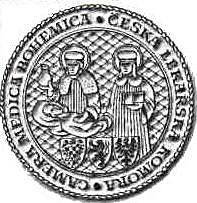 CAMERA MEDICA BOHEMICA • ČESKÁ LÉKAŘSKÁ KOMORA •